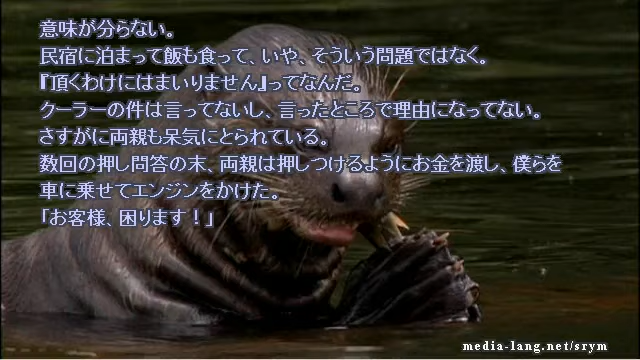 意味が分らない。
民宿に泊まって飯も食って、いや、そういう問題ではなく。
『頂くわけにはまいりません』ってなんだ。
クーラーの件は言ってないし、言ったところで理由になってない。
さすがに両親も呆気にとられている。
数回の押し問答の末、両親は押しつけるようにお金を渡し、僕らを
車に乗せてエンジンをかけた。
「お客様、困ります！」
media-lang.net/srym